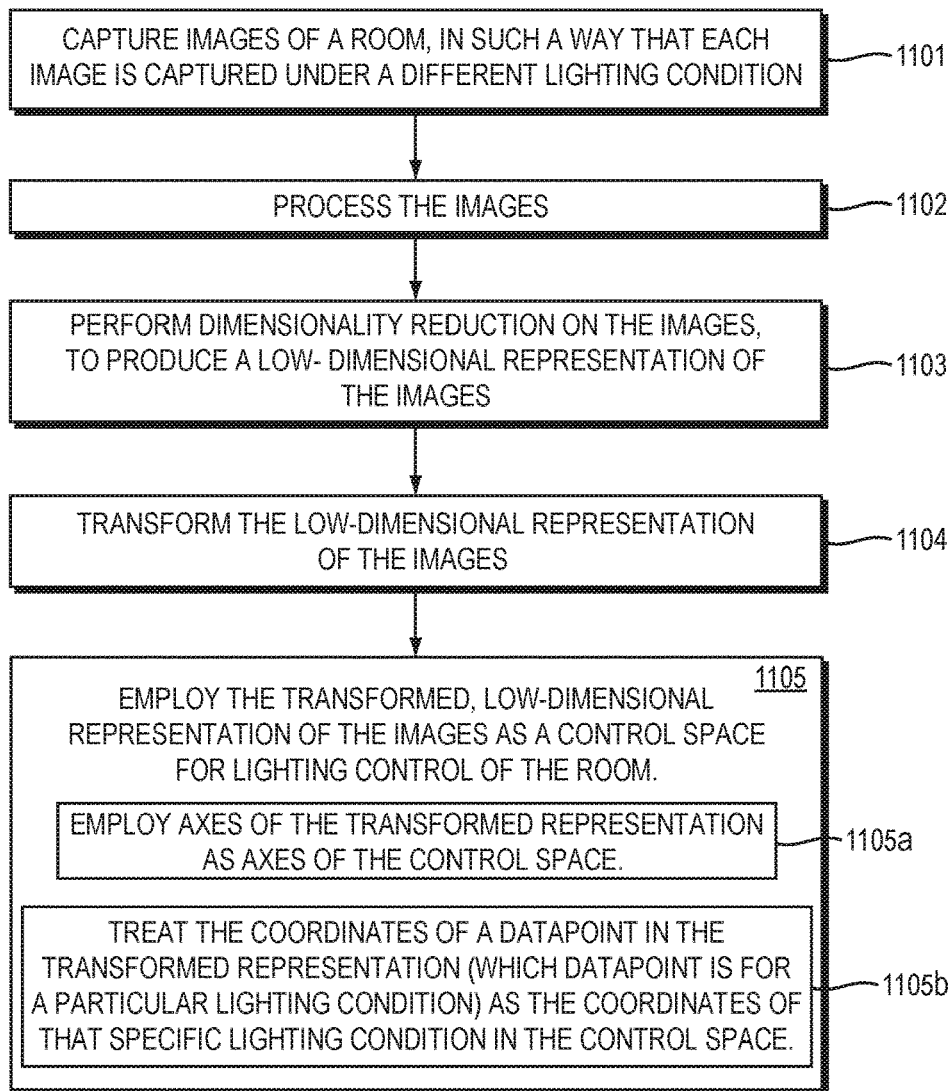 CAPTURE IMAGES OF A ROOM, IN SUCH A WAY THAT EACH
IMAGE IS CAPTURED UNDER A DIFFERENT LIGHTING CONDITION
1101
PROCESS THE IMAGES
1102
PERFORM DIMENSIONALITY REDUCTION ON THE IMAGES,
TO PRODUCE A LOW- DIMENSIONAL REPRESENTATION OF
THE IMAGES
1103
TRANSFORM THE LOW-DIMENSIONAL REPRESENTATION
OF THE IMAGES
1104
1105
EMPLOY THE TRANSFORMED, LOW-DIMENSIONAL
REPRESENTATION OF THE IMAGES AS A CONTROL SPACE
FOR LIGHTING CONTROL OF THE ROOM.
EMPLOY AXES OF THE TRANSFORMED REPRESENTATION
AS AXES OF THE CONTROL SPACE.
1105a
TREAT THE COORDINATES OF A DATAPOINT IN THE
TRANSFORMED REPRESENTATION (WHICH DATAPOINT IS FOR
A PARTICULAR LIGHTING CONDITION) AS THE COORDINATES OF
THAT SPECIFIC LIGHTING CONDITION IN THE CONTROL SPACE.
1105b